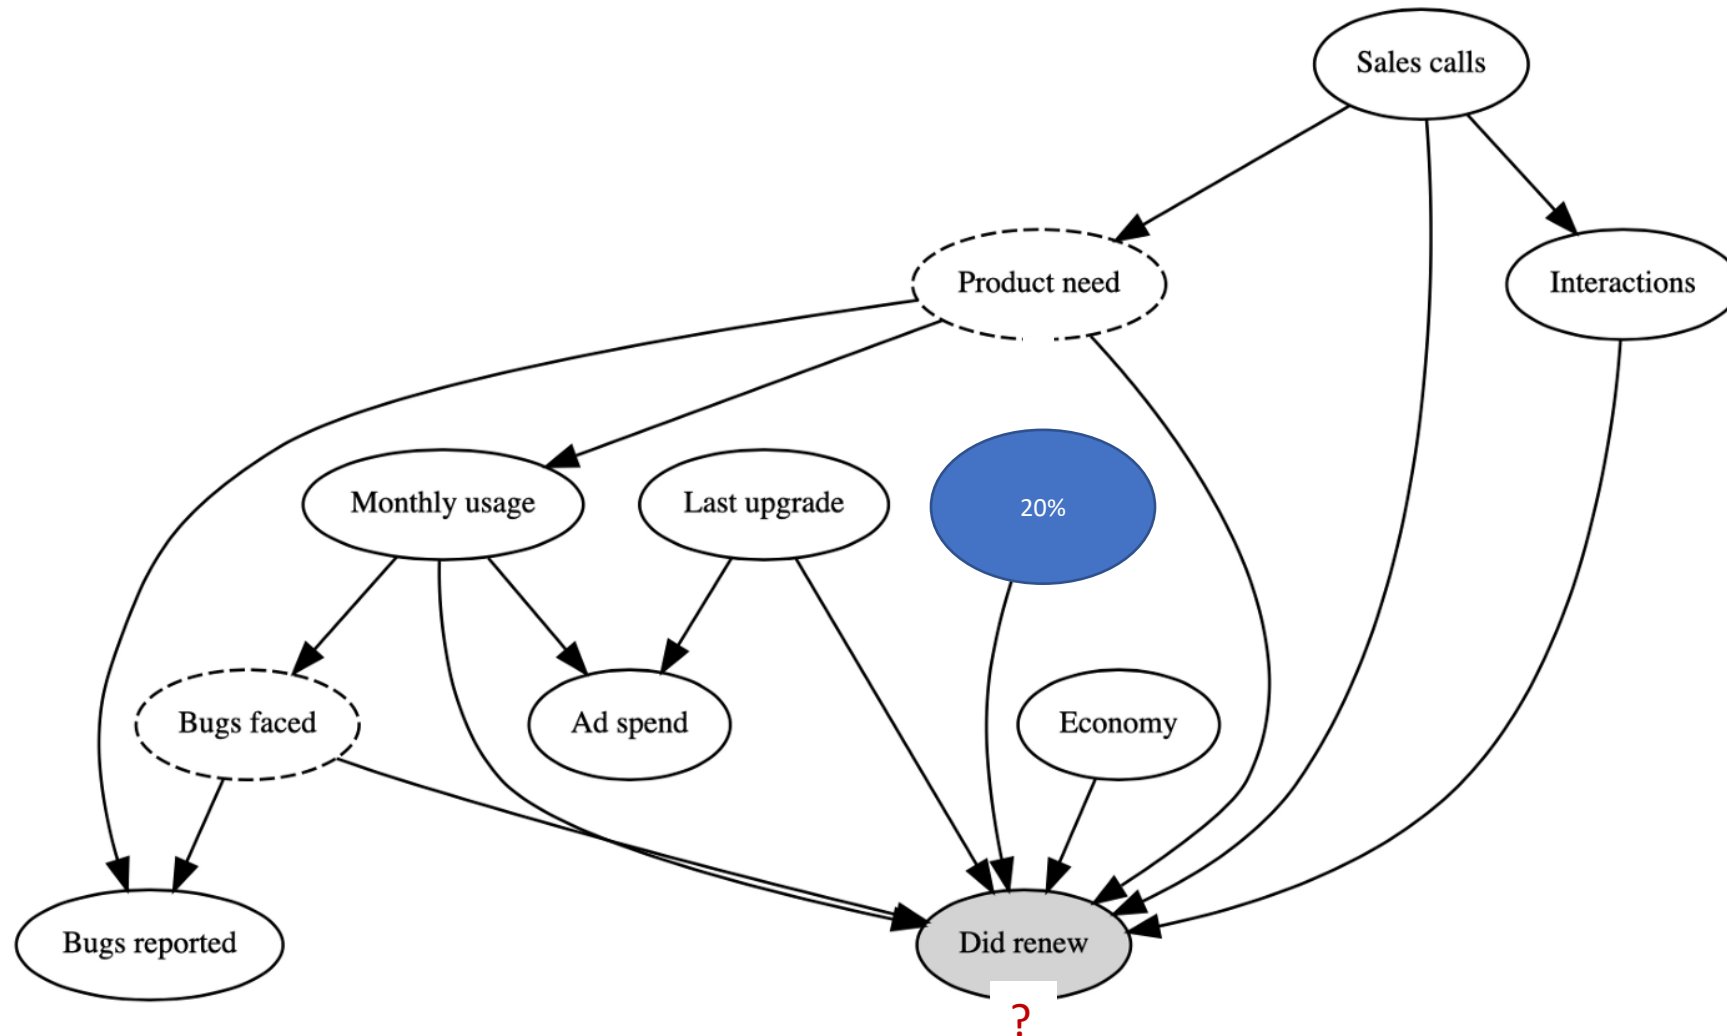 Sales calls
Product need
Interactions
Monthly usage
Last upgrade
20%
Bugs faced
Ad spend
Economy
Bugs reported
Did renew
?